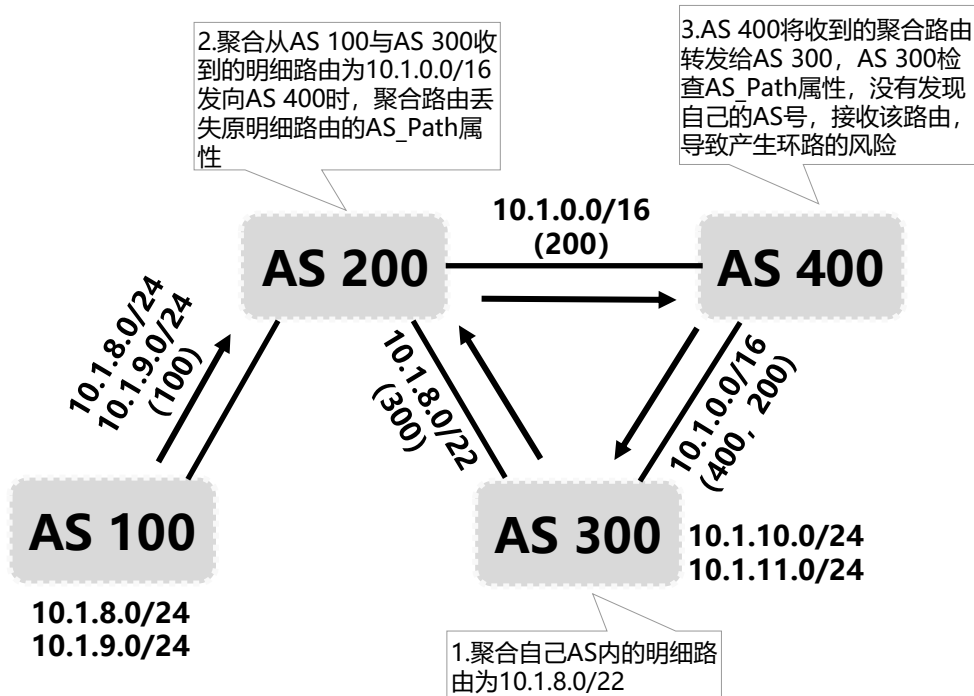 2.聚合从AS 100与AS 300收
到的明细路由为10.1.0.0/16
发向AS 400时，聚合路由丢
失原明细路由的AS_Path属
性
3.AS 400将收到的聚合路由
转发给AS 300，AS 300检
查AS_Path属性，没有发现
自己的AS号，接收该路由，
导致产生环路的风险
10.1.0.0/16
(200)
AS 200
AS 400
10.1.8.0/24
10.1.9.0/24
(100)
10.1.8.0/22
(300)
10.1.0.0/16
(400，200)
AS 100
AS 300
10.1.10.0/24
10.1.11.0/24
10.1.8.0/24
10.1.9.0/24
1.聚合自己AS内的明细路
由为10.1.8.0/22